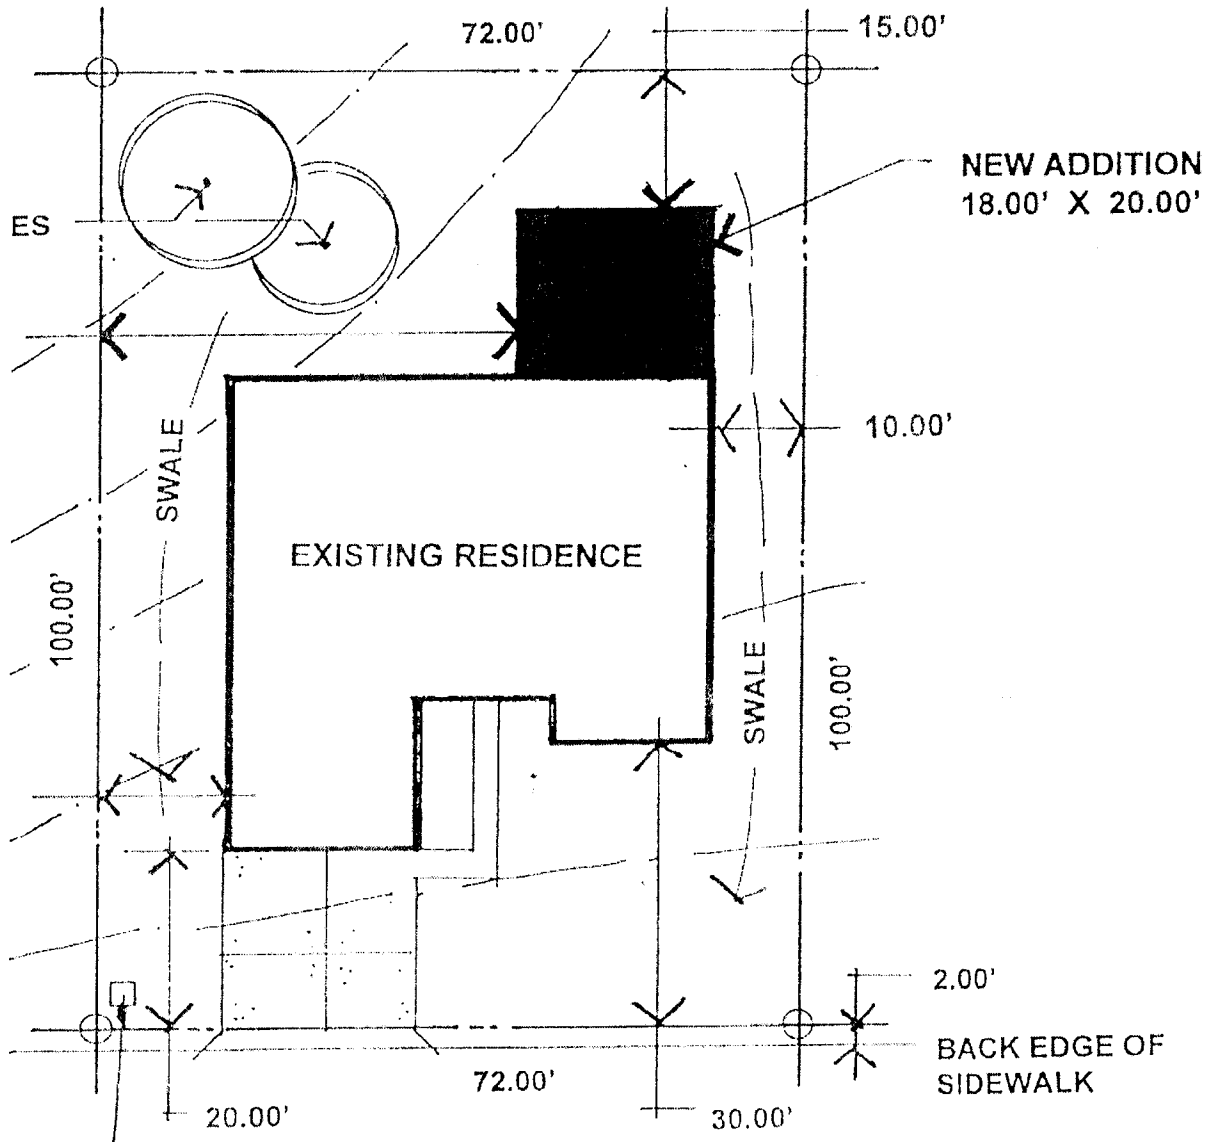 72.00'
15.00'
NEW ADDITION
18.00' X 20.00'
ES
10.00'
SWALE
EXISTING RESIDENCE
100.00'
SWALE
100.00'
2.00'
BACK EDGE OF
SIDEWALK
72.00'
20.00'
30.00'